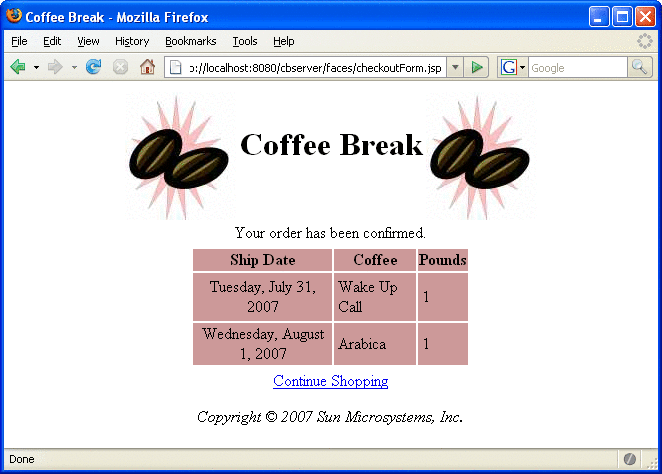 Coffee Break - Mozilla Firefox
File Edit View History Bookmarks Tools Help
://localhost:8080/cbserver/faces/checkoutForm.jsp G Google
Coffee Break
Your order has been confirmed.
Ship Date Coffee Pounds
Tuesday, July 31,
2007
Wake Up
Call
1
Wednesday, August
1, 2007
Arabica
1
Continue Shopping
Copyright © 2007 Sun Microsystems, Inc.
Done